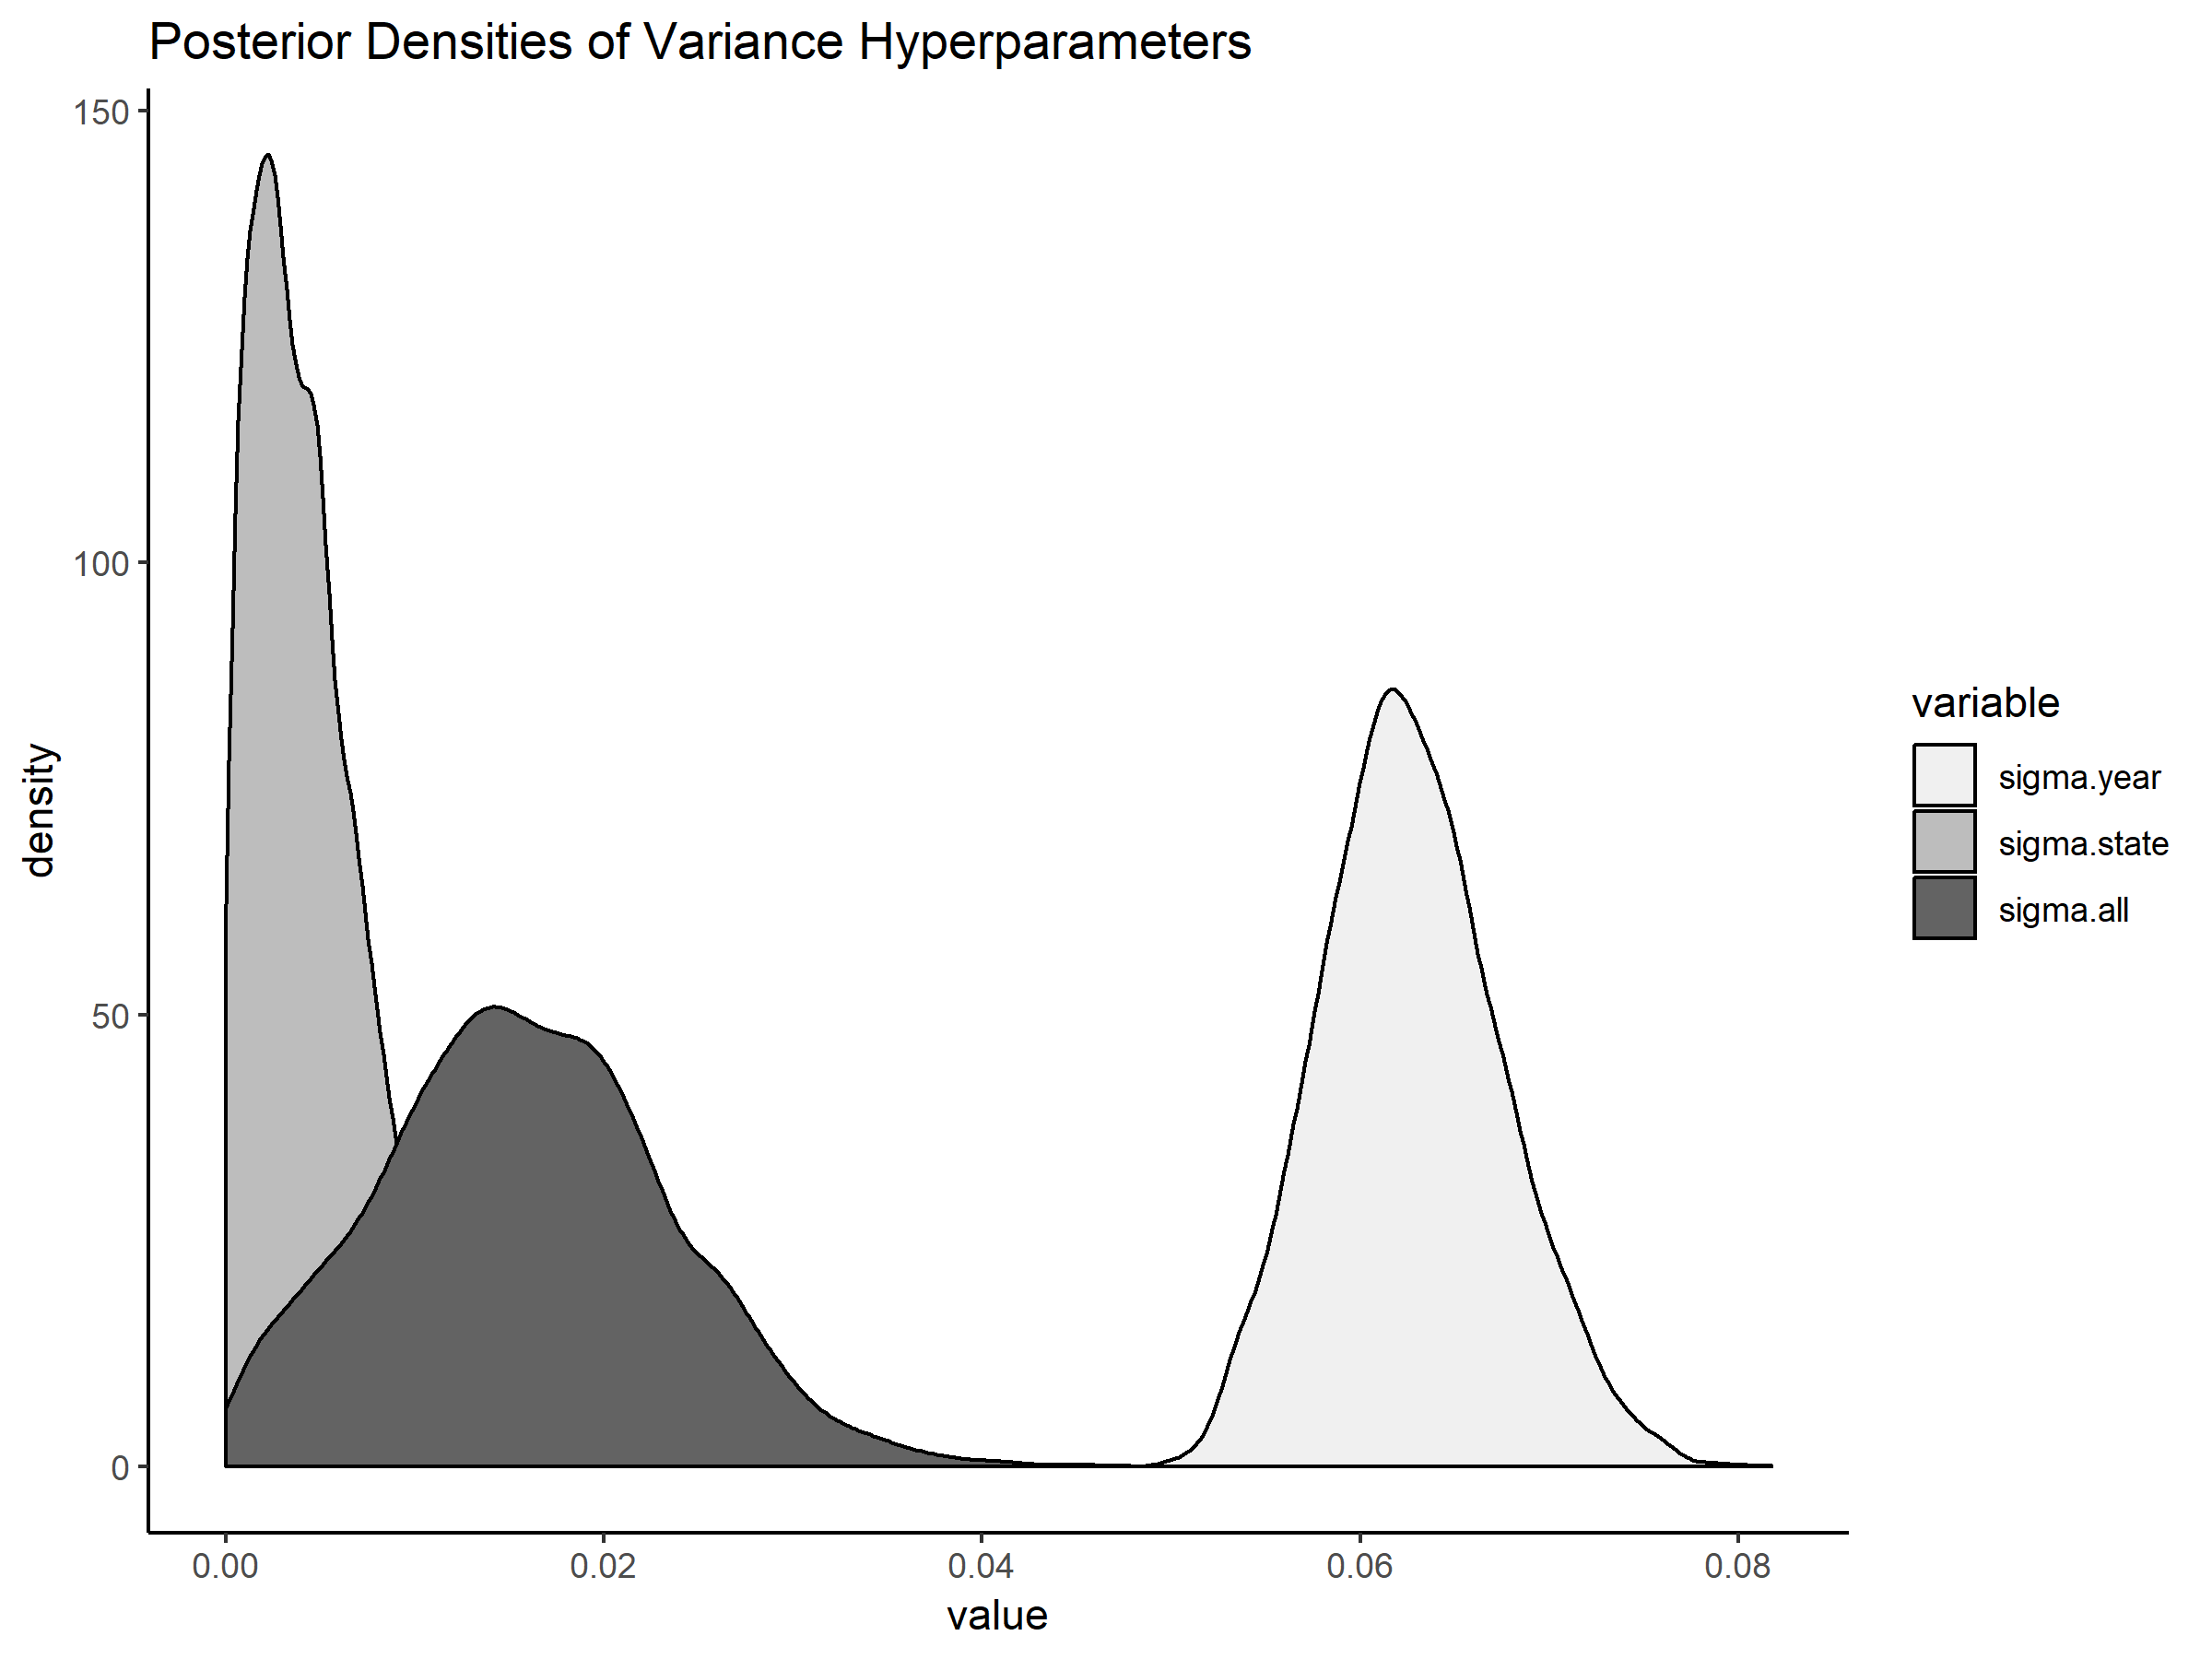 Posterior Densities of Variance Hyperparameters
150
100
50
0
density
0.00 0.02 0.04 0.06 0.08
value
variable
sigma.year
sigma.state
sigma.all